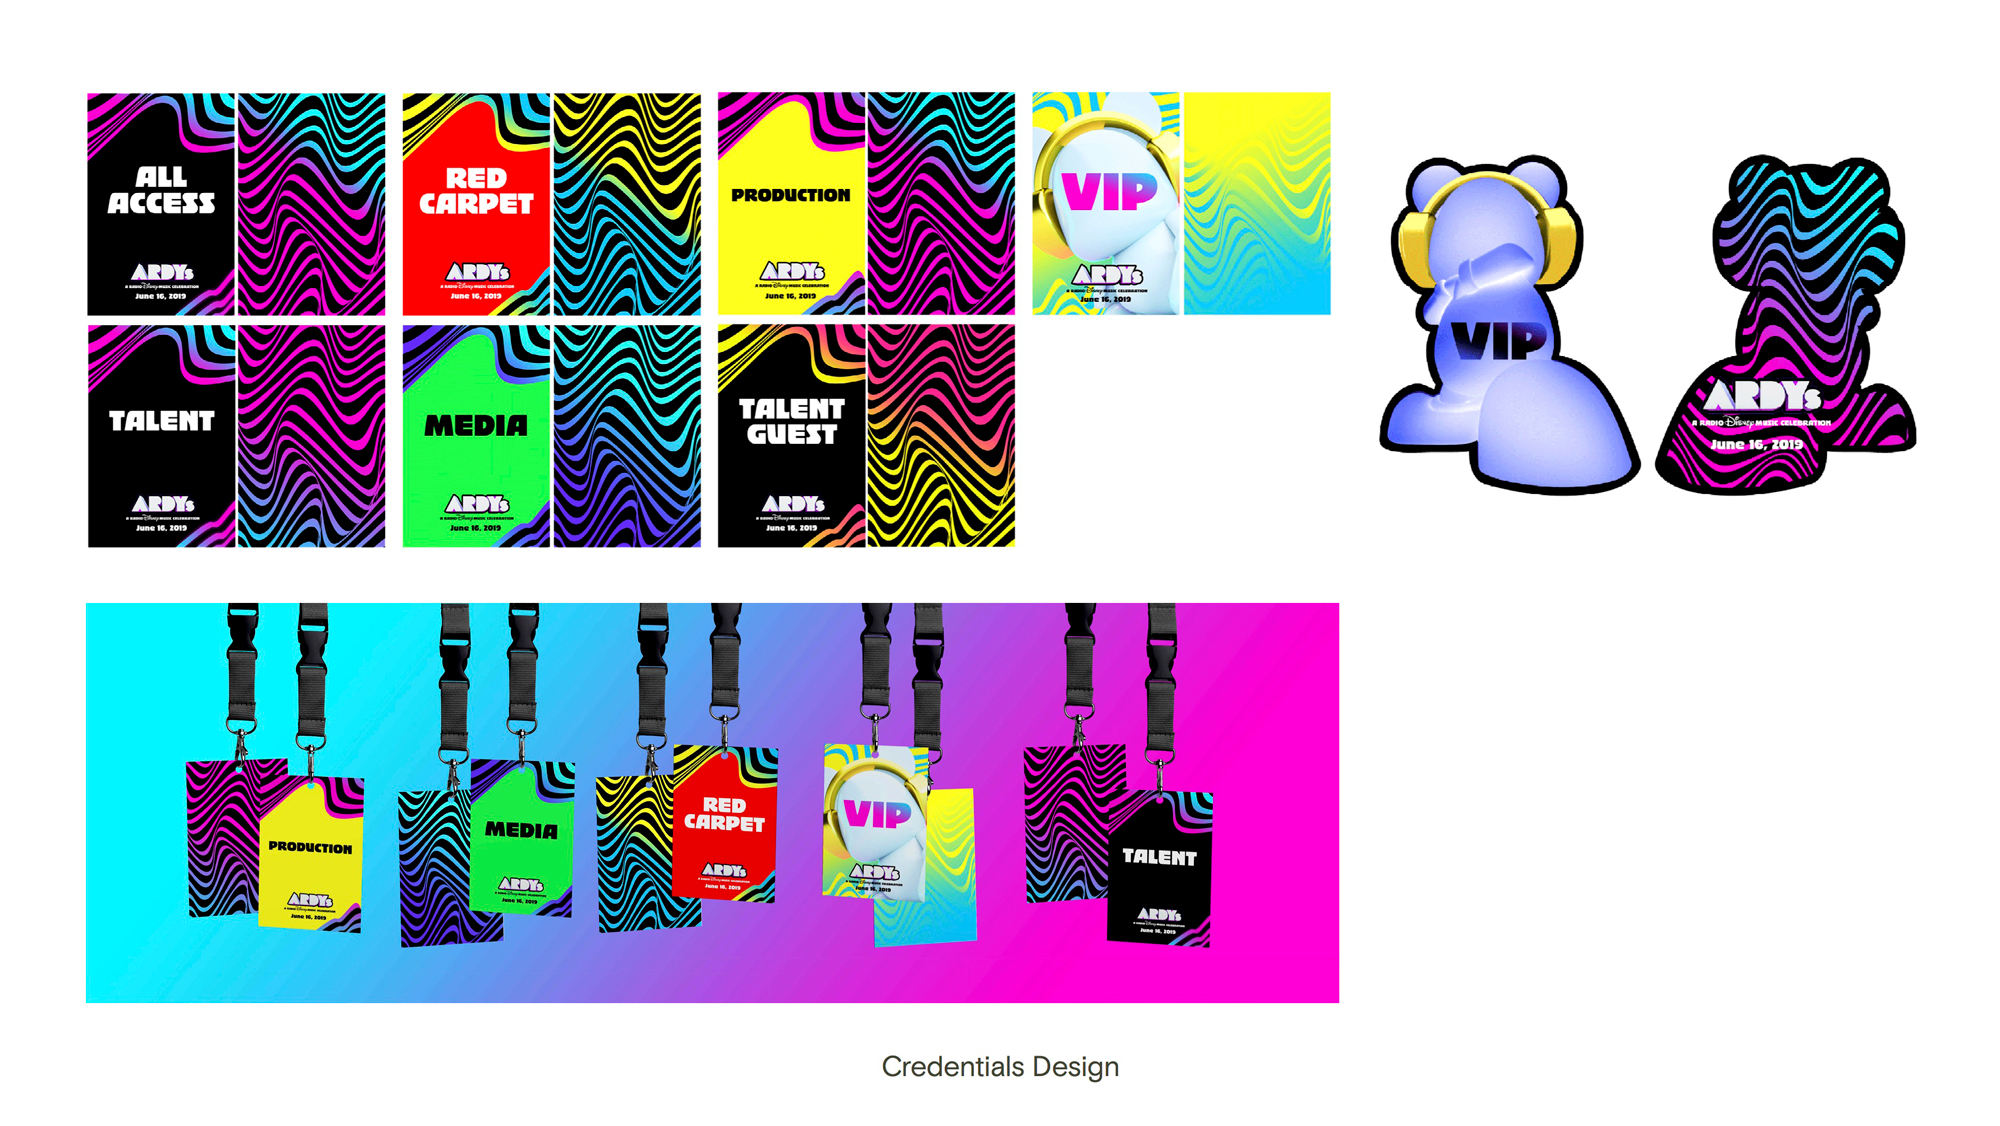 ALL
ACCESS
ARDYs
A RADIO Disney MUSIC CELEBRATION
June 16, 2019
RED
CARPET
ARDYs
A RADIO Disney MUSIC CELEBRATION
June 16, 2019
PRODUCTION
ARDYs
A RADIO Disney MUSIC CELEBRATION
June 16, 2019
VIP
ARDYs
A RADIO Disney MUSIC CELEBRATION
June 16, 2019
TALENT
ARDYs
A RADIO Disney MUSIC CELEBRATION
June 16, 2019
MEDIA
ARDYs
A RADIO Disney MUSIC CELEBRATION
June 16, 2019
TALENT
GUEST
ARDYs
A RADIO Disney MUSIC CELEBRATION
June 16, 2019
VIP
ARDYs
A RADIO Disney MUSIC CELEBRATION
June 16, 2019
PRODUCTION
ARDYs
A RADIO Disney MUSIC CELEBRATION
June 16, 2019
MEDIA
ARDYs
A RADIO Disney MUSIC CELEBRATION
June 16, 2019
RED
CARPET
ARDYs
A RADIO Disney MUSIC CELEBRATION
June 16, 2019
VIP
ARDYs
A RADIO Disney MUSIC CELEBRATION
June 16, 2019
TALENT
ARDYs
A RADIO Disney MUSIC CELEBRATION
June 16, 2019
Credentials Design